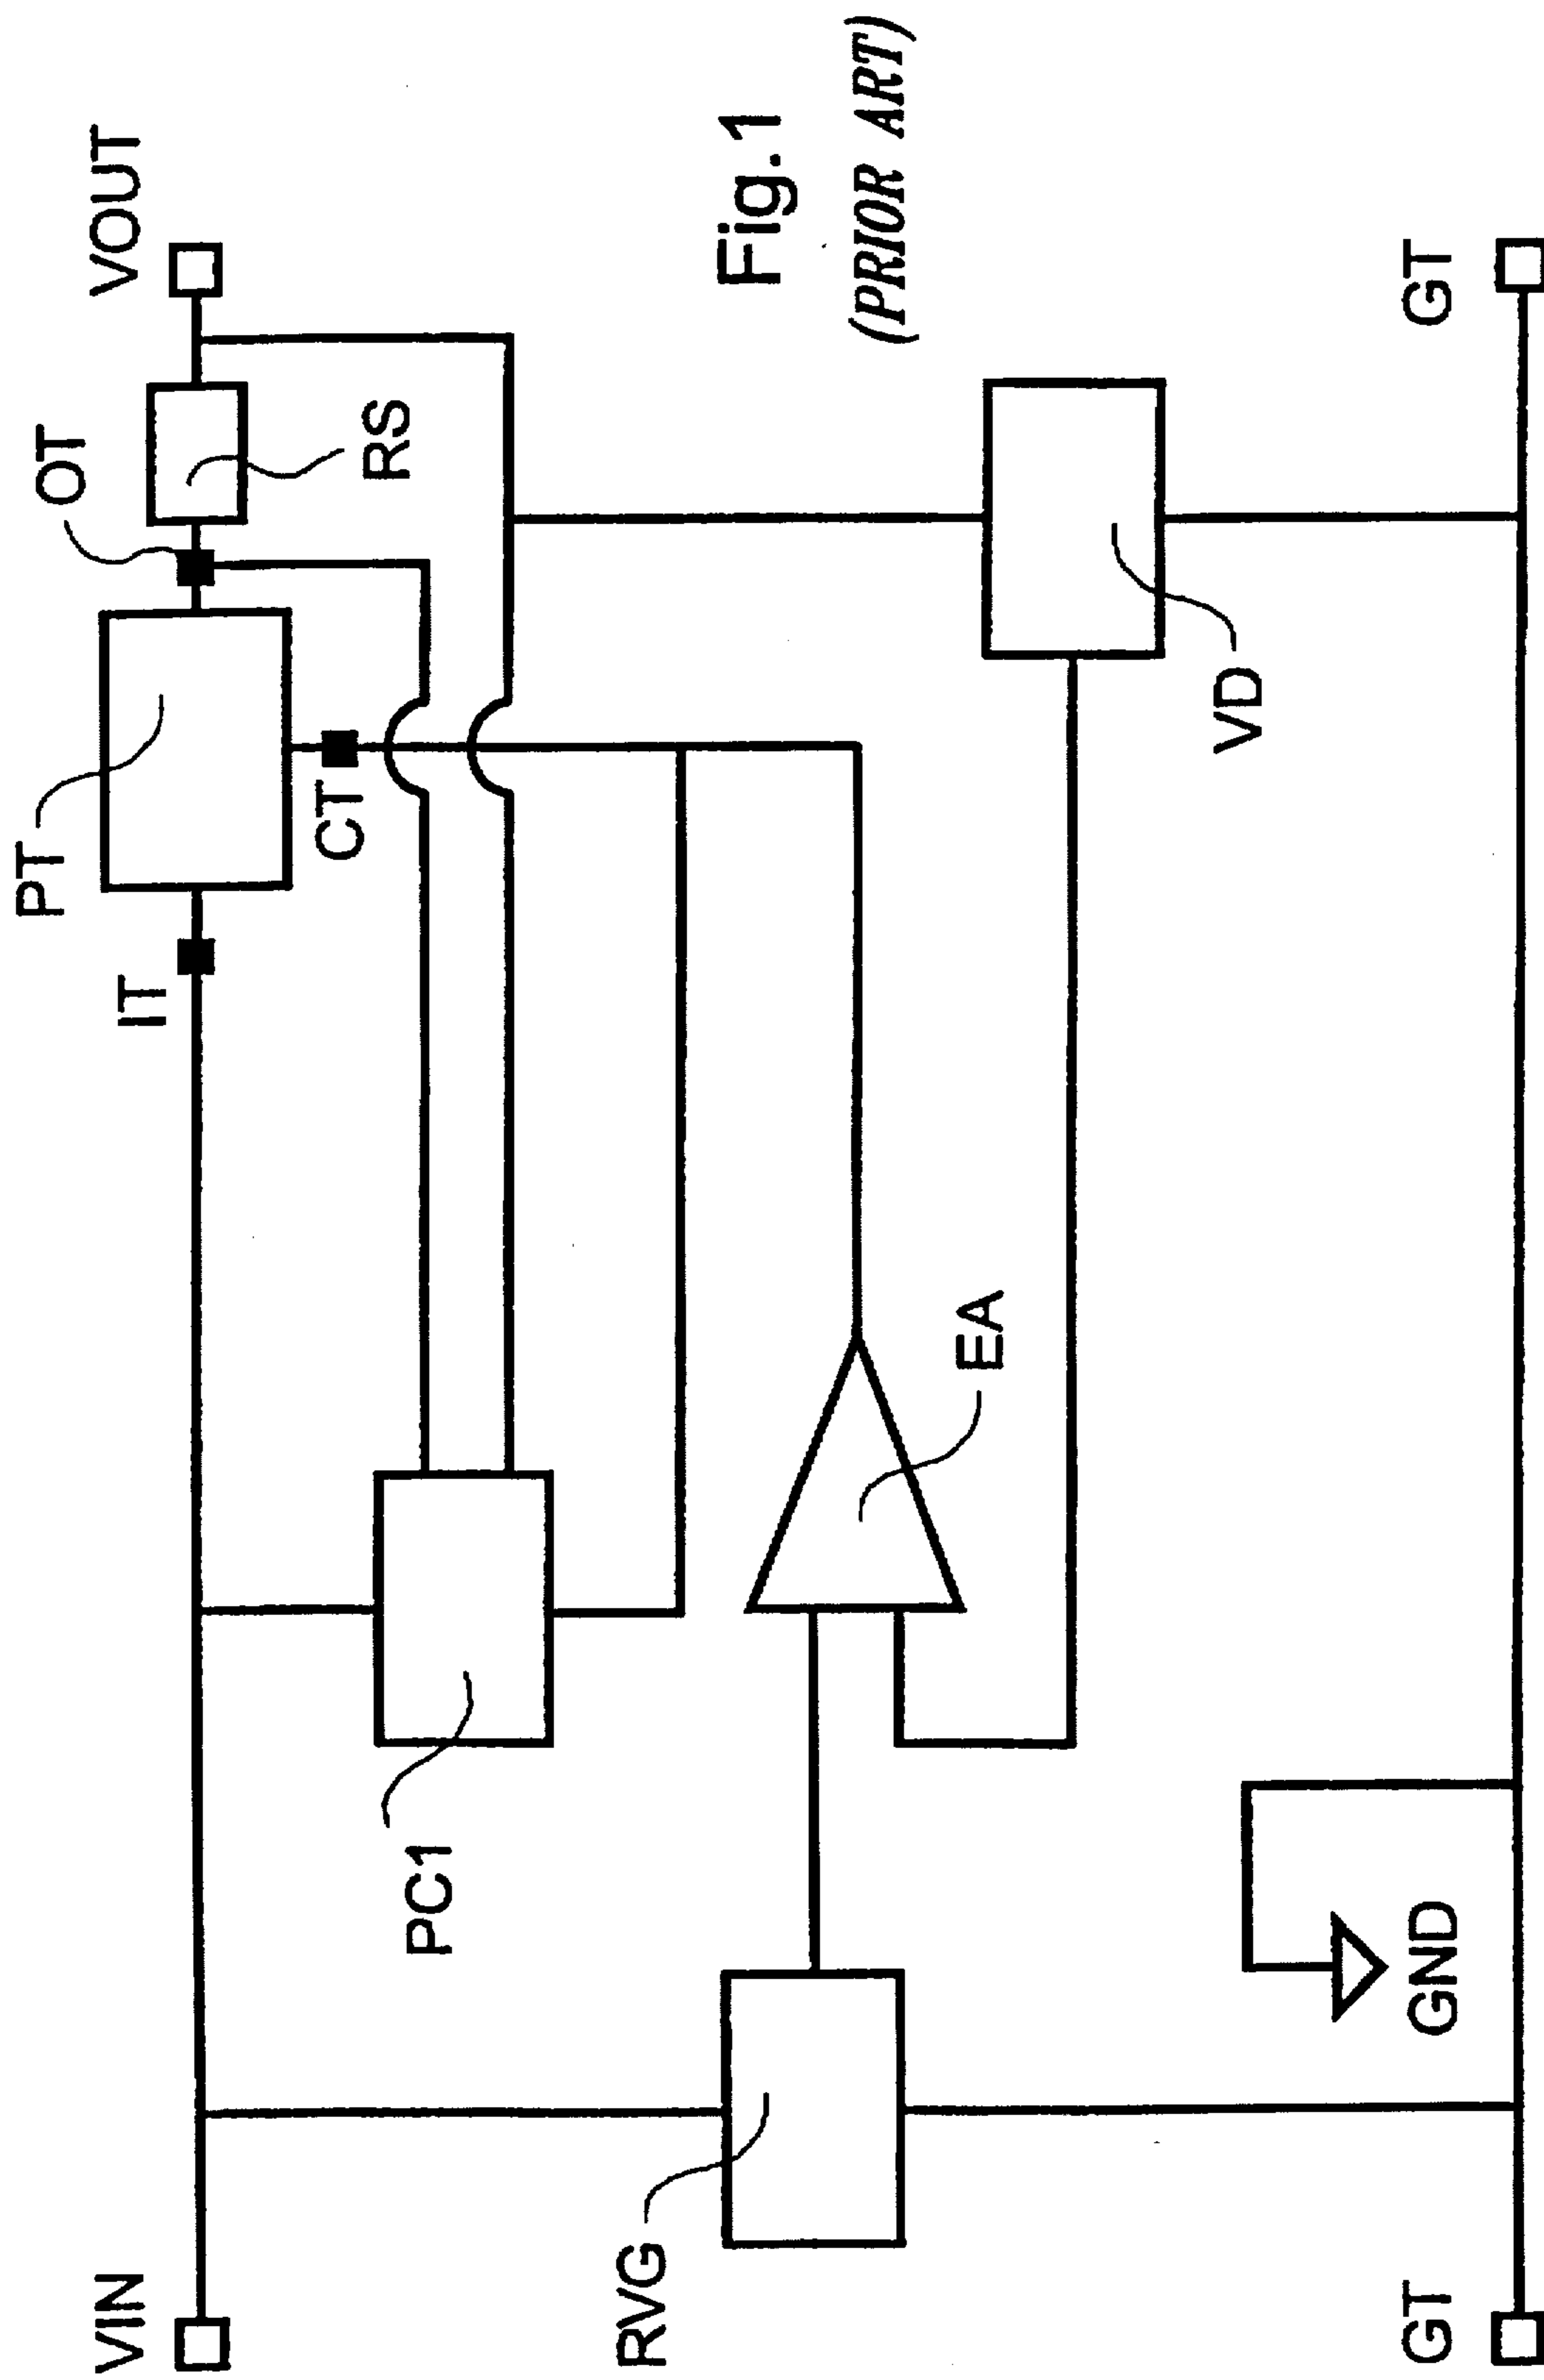 VOUT
OT
RS
PT
IT
CT
Fig.1
(PRIOR ART)
PC1
EA
VD
RVG
GND
VIN
GT
GT